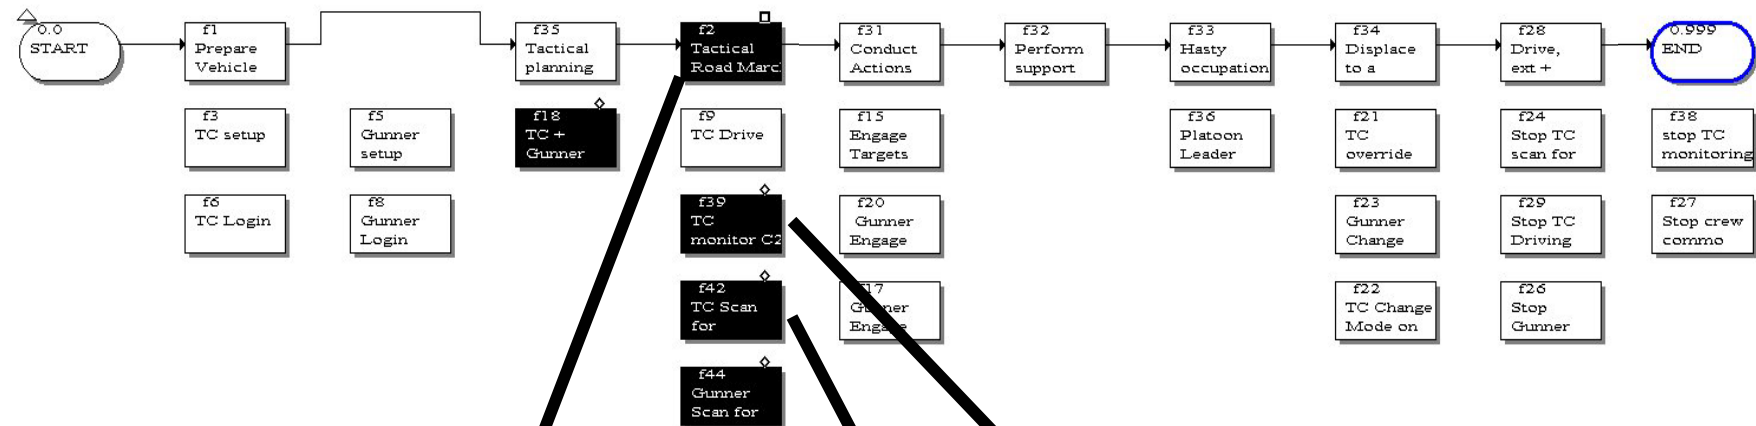 0.0
START
f1
Prepare
Vehicle
f35
Tactical
planning
f2
Tactical
Road Marc
f31
Conduct
Actions
f32
Perform
support
f33
Hasty
occupation
f34
Displace
to a
f28
Drive,
ext +
0.999
END
f3
TC setup
f5
Gunner
setup
f18
TC +
Gunner
f9
TC Drive
f15
Engage
Targets
f36
Platoon
Leader
f21
TC
override
f24
Stop TC
scan for
f38
stop TC
monitoring
f6
TC Login
f8
Gunner
Login
f39
TC
monitor C2
f20
Gunner
Engage
f23
Gunner
Change
f29
Stop TC
Driving
f27
Stop crew
commo
f42
TC Scan
for
f17
Gunner
Engage
f22
TC Change
Mode on
f26
Stop
Gunner
f44
Gunner
Scan for